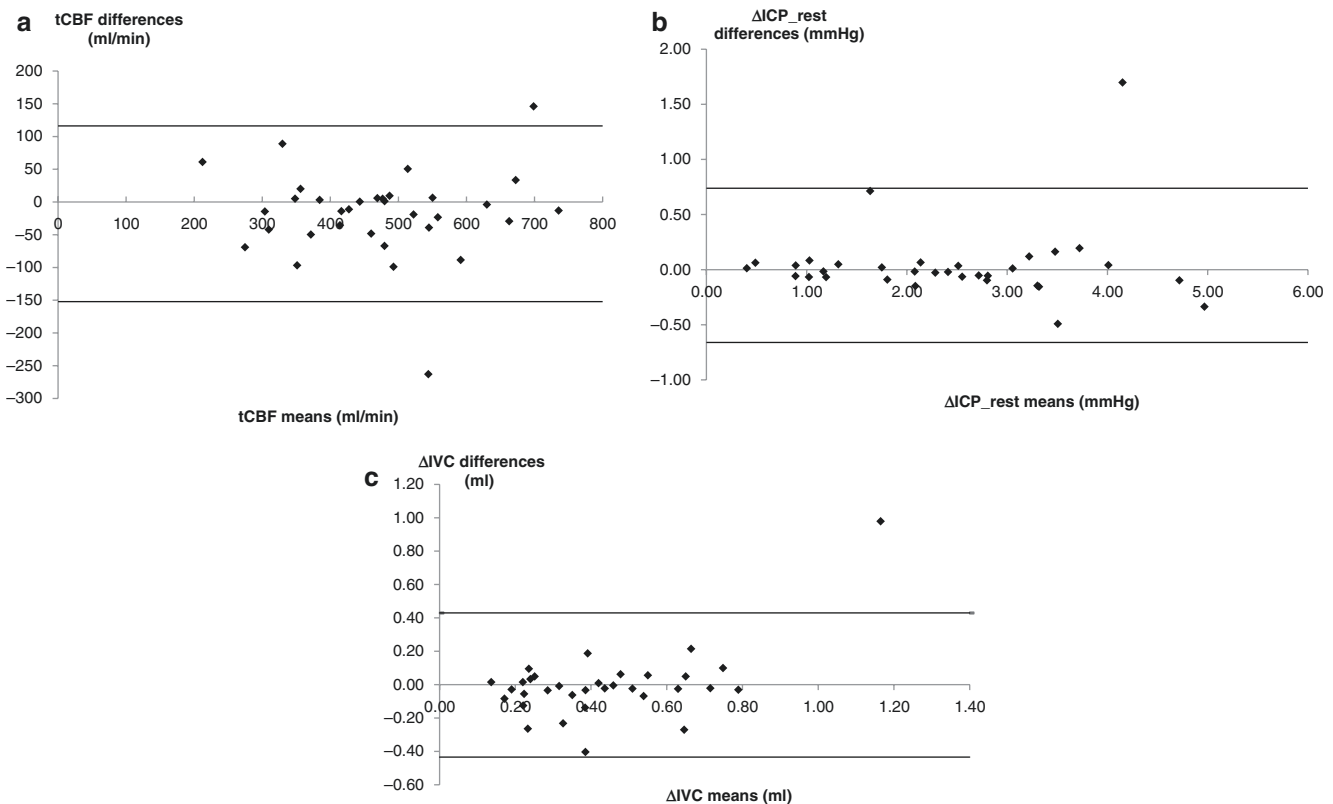 a
tCBF differences
(ml/min)
200
150
100
50
0
−50
−100
−150
−200
−250
−300
0 100 200 300 400 500 600 700 800
tCBF means (ml/min)
b
ΔICP_rest
differences (mmHg)
2.00
1.50
1.00
0.50
0.00
−0.50
−1.00
0.00 1.00 2.00 3.00 4.00 5.00 6.00
ΔICP_rest means (mmHg)
c
ΔIVC differences
(ml)
1.20
1.00
0.80
0.60
0.40
0.20
0.00
−0.20
−0.40
−0.60
0.00 0.20 0.40 0.60 0.80 1.00 1.20 1.40
ΔIVC means (ml)